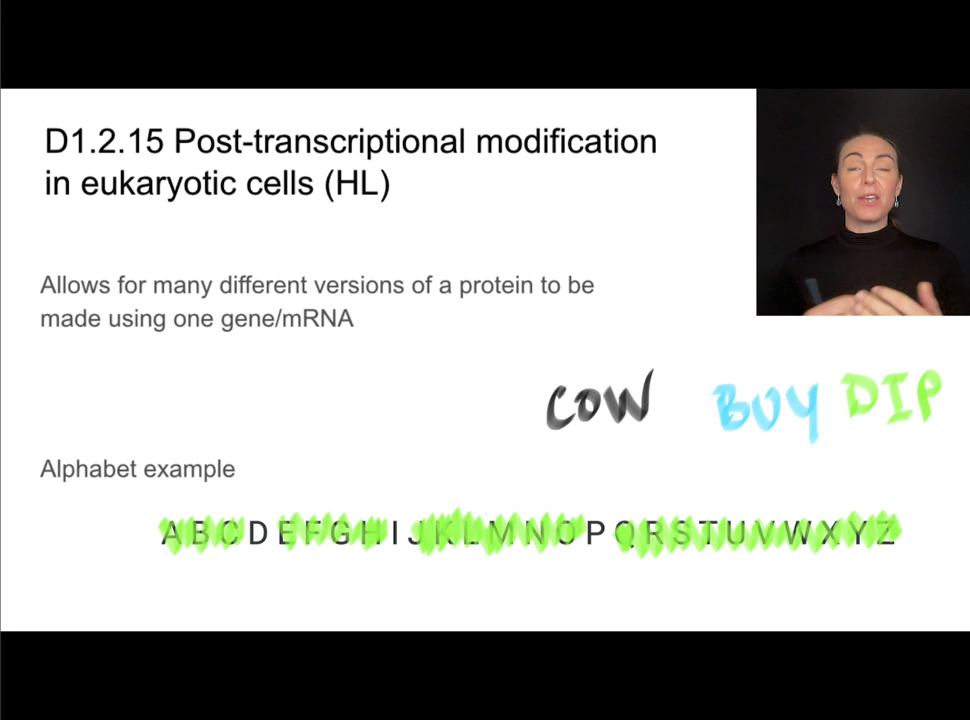 D1.2.15 Post-transcriptional modification
in eukaryotic cells (HL)
Allows for many different versions of a protein to be
made using one gene/mRNA
COW BUY DIP
Alphabet example
A B C D E F G H I J K L M N O P Q R S T U V W X Y Z